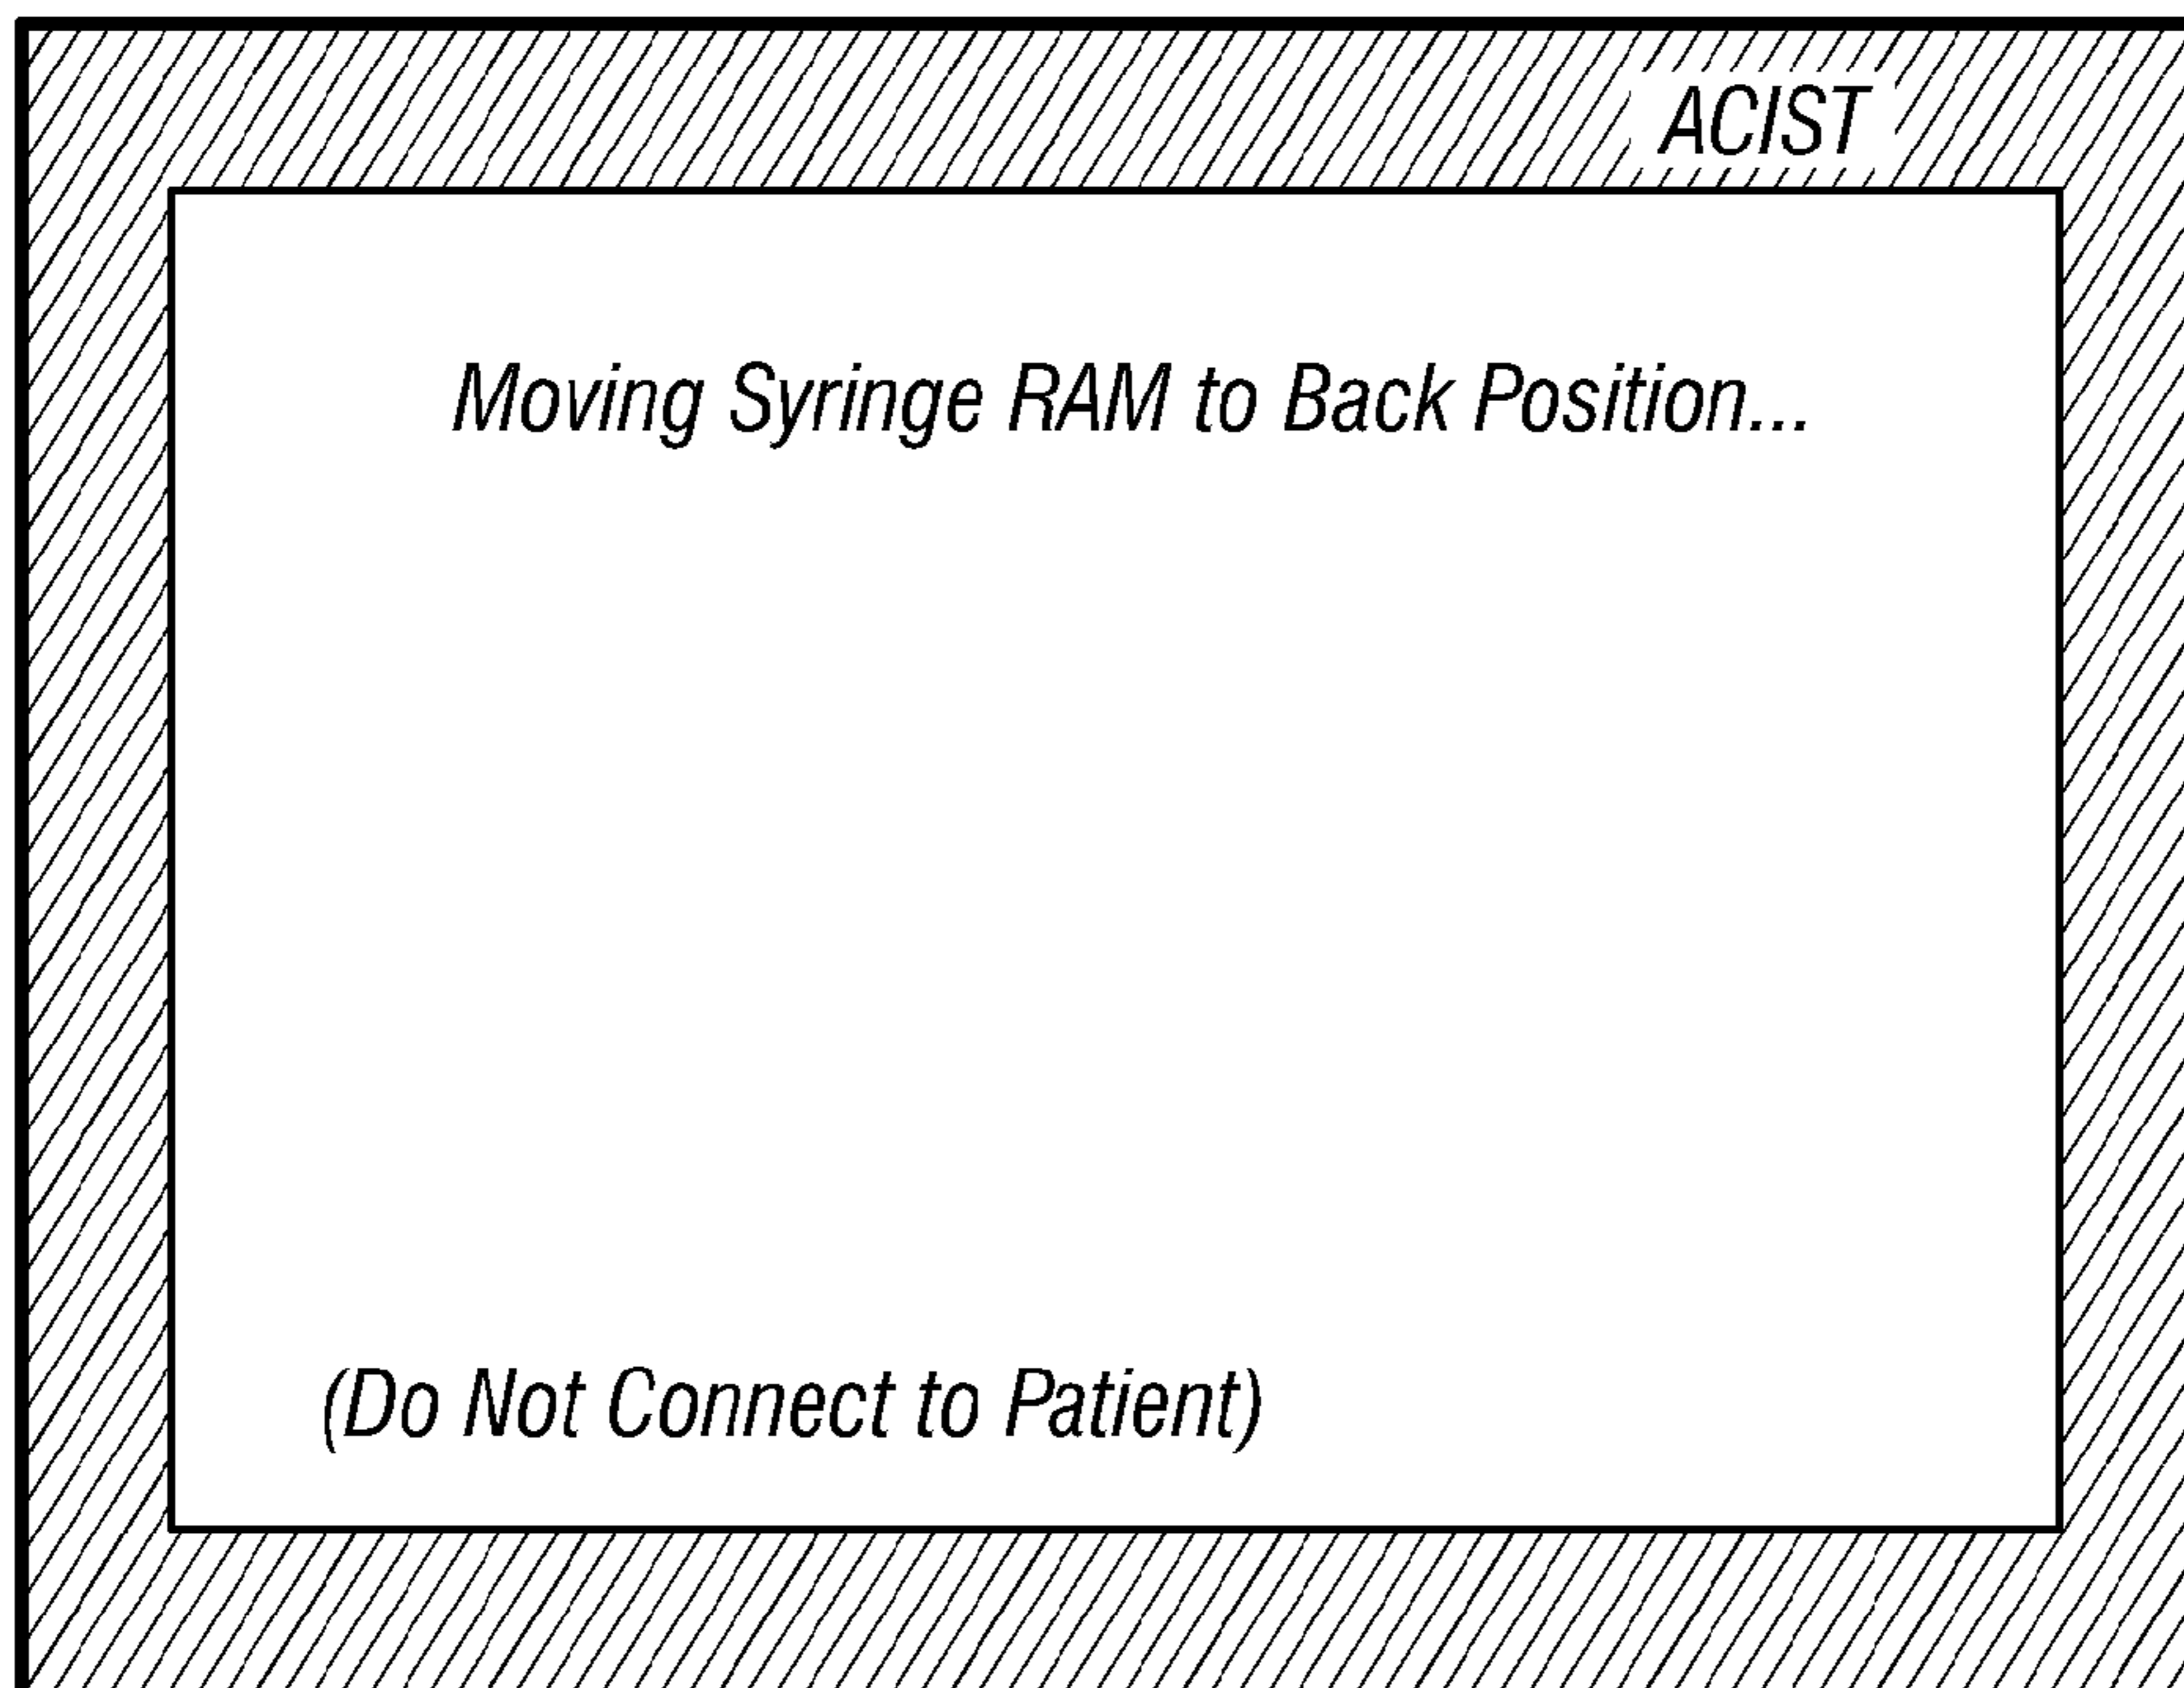 ACIST
Moving Syringe RAM to Back Position...
(Do Not Connect to Patient)